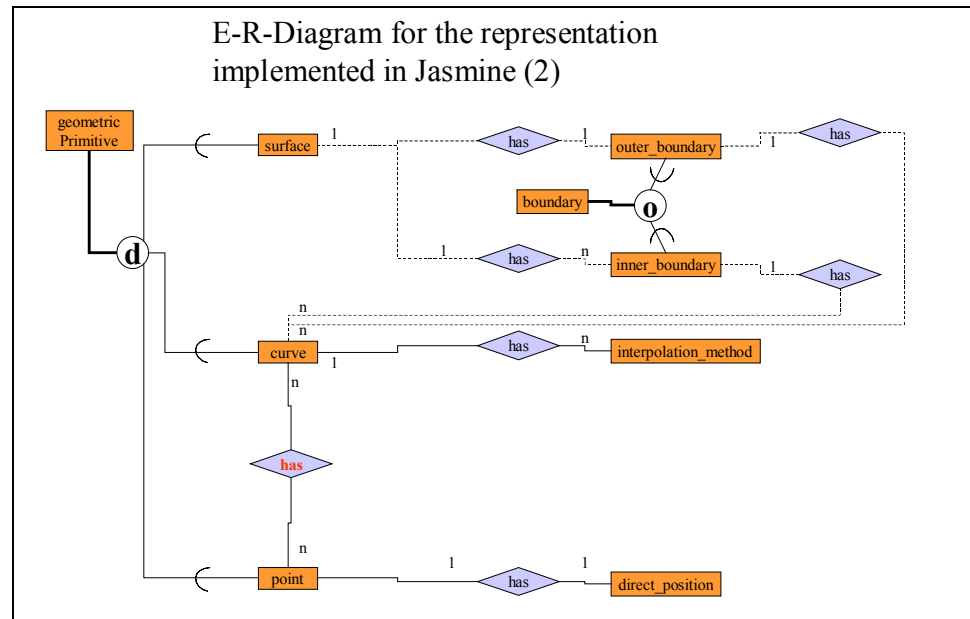 E-R-Diagram for the representation
implemented in Jasmine (2)
geometric
Primitive
surface
1
has
1
outer_boundary
1
has
boundary
o
d
1
has
n
inner_boundary
1
has
n
n
curve
1
has
n
interpolation_method
n
has
n
point
1
has
1
direct_position